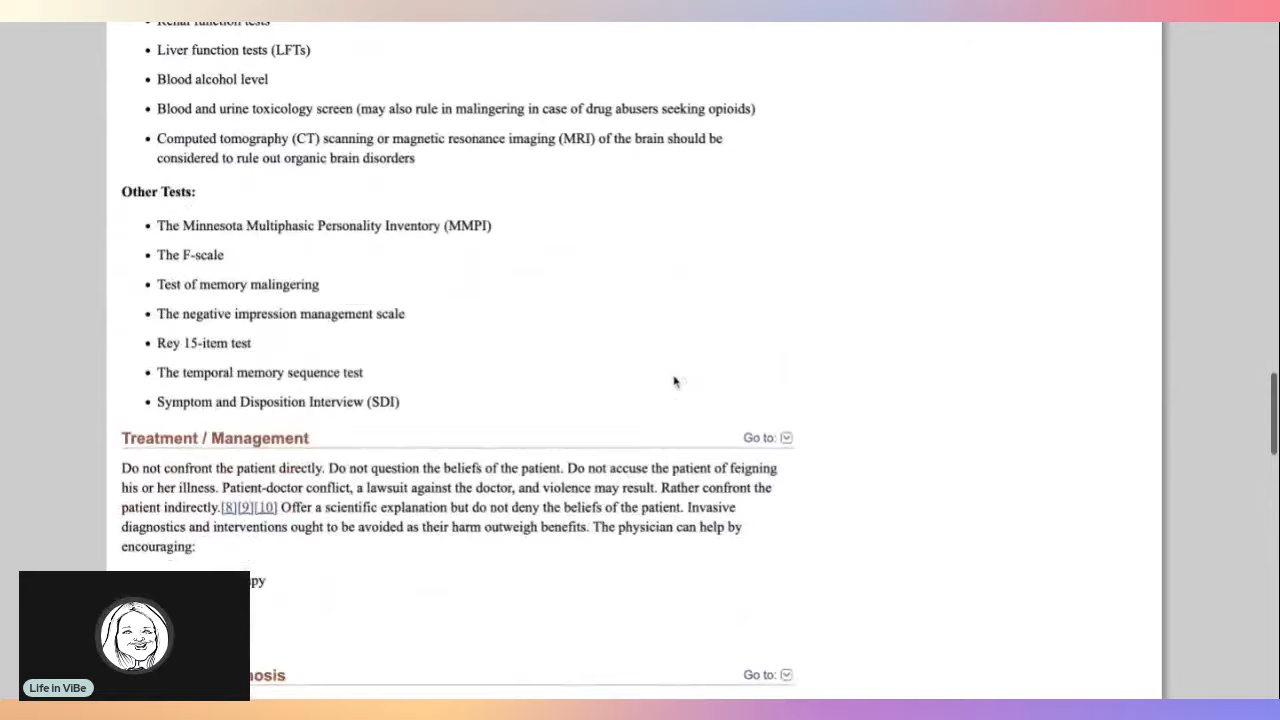 Renal function tests
Liver function tests (LFTs)
Blood alcohol level
Blood and urine toxicology screen (may also rule in malingering in case of drug abusers seeking opioids)
Computed tomography (CT) scanning or magnetic resonance imaging (MRI) of the brain should be
considered to rule out organic brain disorders
Other Tests:
The Minnesota Multiphasic Personality Inventory (MMPI)
The F-scale
Test of memory malingering
The negative impression management scale
Rey 15-item test
The temporal memory sequence test
Symptom and Disposition Interview (SDI)
Treatment / Management
Go to:
Do not confront the patient directly. Do not question the beliefs of the patient. Do not accuse the patient of feigning
his or her illness. Patient-doctor conflict, a lawsuit against the doctor, and violence may result. Rather confront the
patient indirectly.[8][9][10] Offer a scientific explanation but do not deny the beliefs of the patient. Invasive
diagnostics and interventions ought to be avoided as their harm outweigh benefits. The physician can help by
encouraging:
apy
nosis
Go to:
Life in ViBe